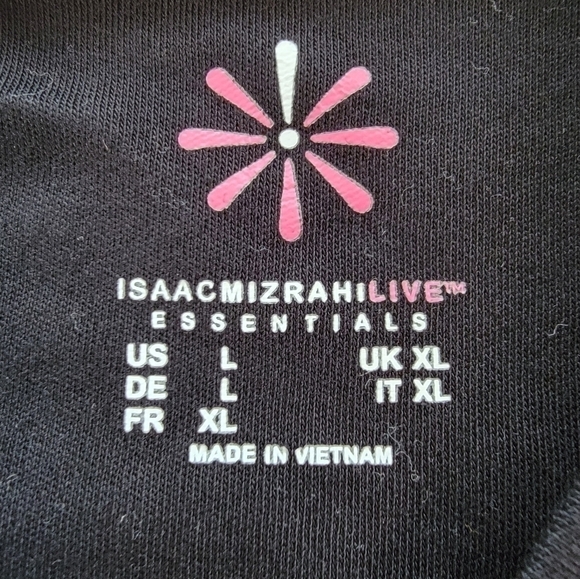 ISAACMIZRAHILIVE™
ESSENTIALS
US L UK XL
DE L IT XL
FR XL
MADE IN VIETNAM